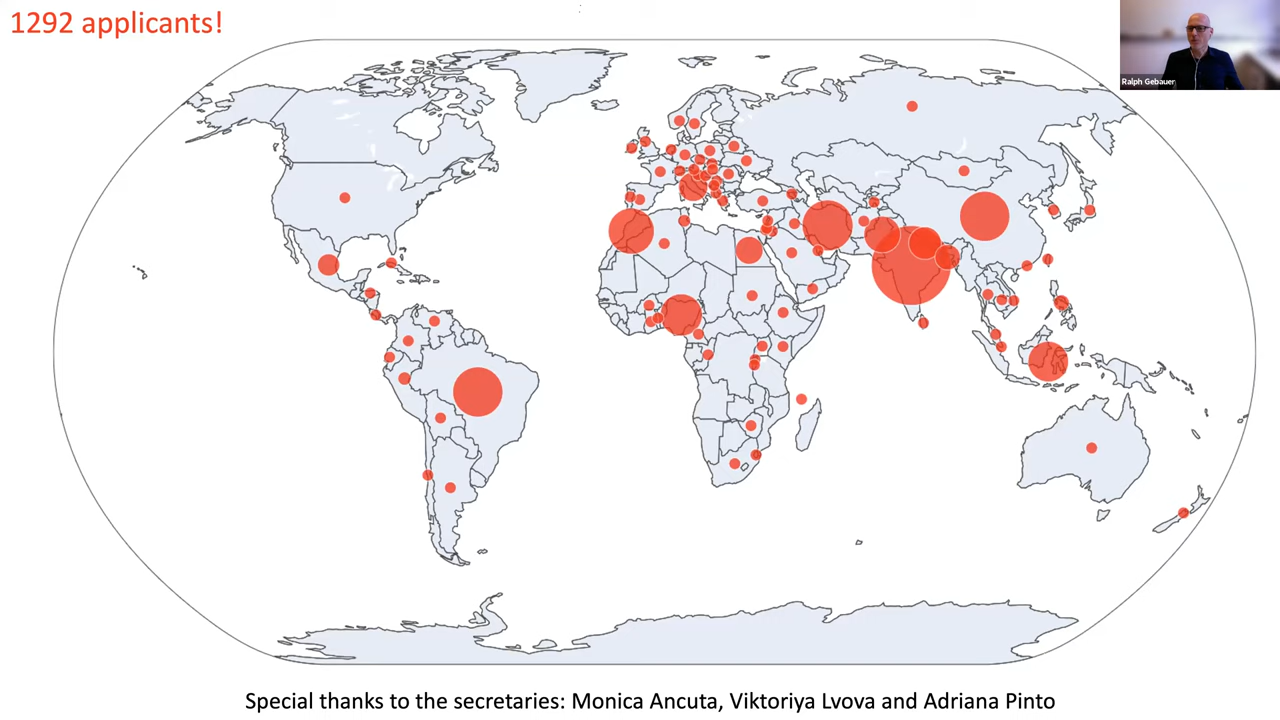 1292 applicants!
Ralph Gebauer
Special thanks to the secretaries: Monica Ancuta, Viktoriya Lvova and Adriana Pinto